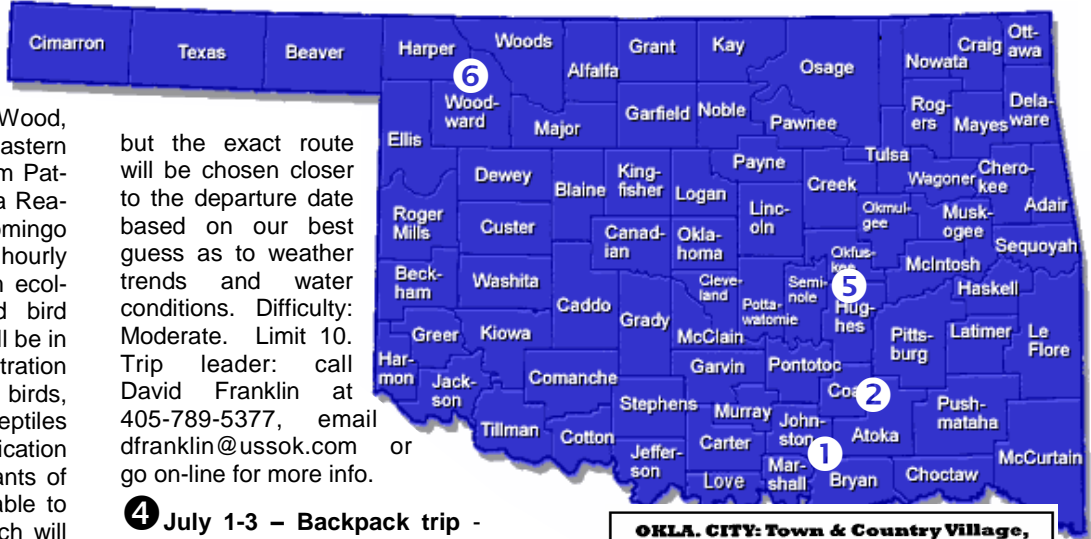 Wood,
eastern
m Pat-
a Rea-
omingo
hourly
n ecol-
d bird
ll be in
tration
birds,
eptiles
ication
ants of
able to
ch will
but the exact route
will be chosen closer
to the departure date
based on our best
guess as to weather
trends and water
conditions. Difficulty:
Moderate. Limit 10.
Trip leader: call
David Franklin at
405-789-5377, email
dfranklin@ussok.com or
go on-line for more info.
4 July 1-3 – Backpack trip -
Cimarron
Texas
Beaver
Harper
Woods
Alfalfa
Grant
Kay
Osage
Nowata
Craig
Ott-
awa
6
Wood-
ward
Ellis
Major
Garfield
Noble
Pawnee
Rog-
ers
Mayes
Dela-
ware
Dewey
Blaine
King-
fisher
Logan
Payne
Creek
Tulsa
Wagoner
Chero-
kee
Adair
Roger
Mills
Custer
Canad-
ian
Okla-
homa
Linc-
oln
Okmul-
gee
Musk-
ogee
Sequoyah
Beck-
ham
Washita
Caddo
Grady
Cleve-
land
Potta-
watomie
Semi-
nole
Okfus-
kee
5
Hug-
hes
McIntosh
Haskell
Greer
Kiowa
McClain
Garvin
Pontotoc
Pitts-
burg
Latimer
Le
Flore
Har-
mon
Jack-
son
Comanche
Stephens
Murray
John-
ston
Coa
2
Atoka
Push-
mataha
Tillman
Cotton
Jeffer-
son
Carter
Love
Mar-
shall
1
Bryan
Choctaw
McCurtain
OKLA. CITY: Town & Country Village,